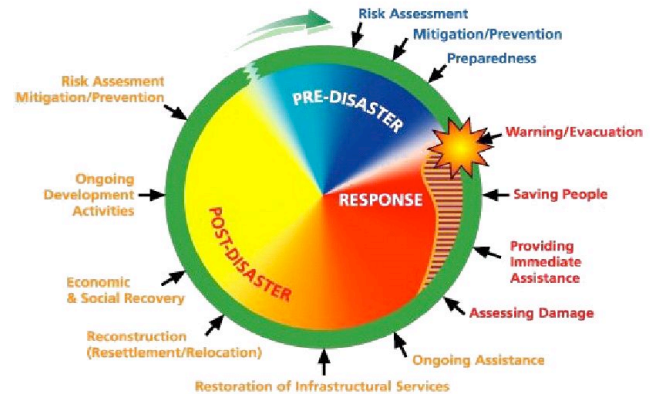 Risk Assessment
Mitigation/Prevention
Preparedness
PRE-DISASTER
Warning/Evacuation
Saving People
RESPONSE
Providing
Immediate
Assistance
Assessing Damage
Ongoing Assistance
Restoration of Infrastructural Services
Reconstruction
(Resettlement/Relocation)
Economic
& Social Recovery
POST-DISASTER
Ongoing
Development
Activities
Risk Assesment
Mitigation/Prevention